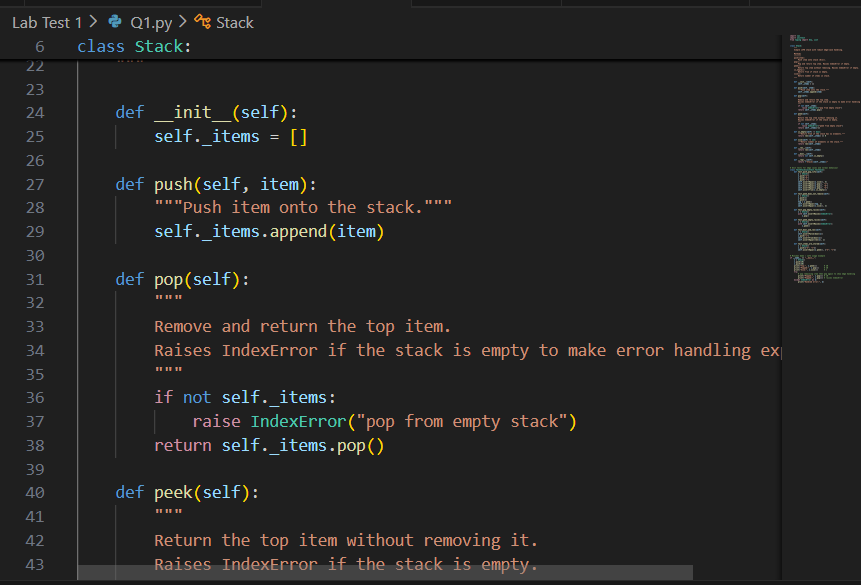 Lab Test 1 > Q1.py > Stack
6 class Stack:
22 """
23
24 def __init__(self):
25 self._items = []
26
27 def push(self, item):
28 """Push item onto the stack."""
29 self._items.append(item)
30
31 def pop(self):
32 """
33 Remove and return the top item.
34 Raises IndexError if the stack is empty to make error handling
35 """
36 if not self._items:
37 raise IndexError("pop from empty stack")
38 return self._items.pop()
39
40 def peek(self):
41 """
42 Return the top item without removing it.
43 Raises IndexError if the stack is empty.